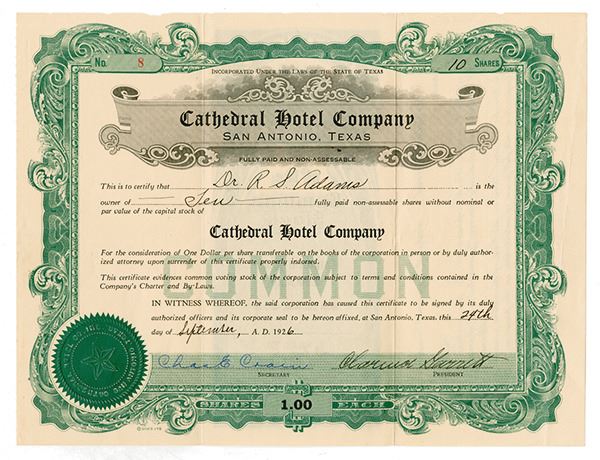 No. 8
10 SHARES
INCORPORATED UNDER THE LAWS OF THE STATE OF TEXAS
Cathedral Hotel Company
SAN ANTONIO, TEXAS
FULLY PAID AND NON-ASSESSABLE
This is to certify that Dr. R. S. Adams is the
owner of Ten fully paid non-assessable shares without nominal or
par value of the capital stock of
Cathedral Hotel Company
COMMON
For the consideration of One Dollar per share transferable on the books of the corporation in person or by duly author-
ized attorney upon surrender of this certificate properly indorsed.
This certificate evidences common voting stock of the corporation subject to terms and conditions contained in the
Company's Charter and By-Laws.
IN WITNESS WHEREOF, the said corporation has caused this certificate to be signed by its duly
authorized officers and its corporate seal to be hereon affixed, at San Antonio, Texas, this 24th
day of September, A. D. 1926
Chas E Crain
SECRETARY
PRESIDENT
SHARES 1.00 EACH